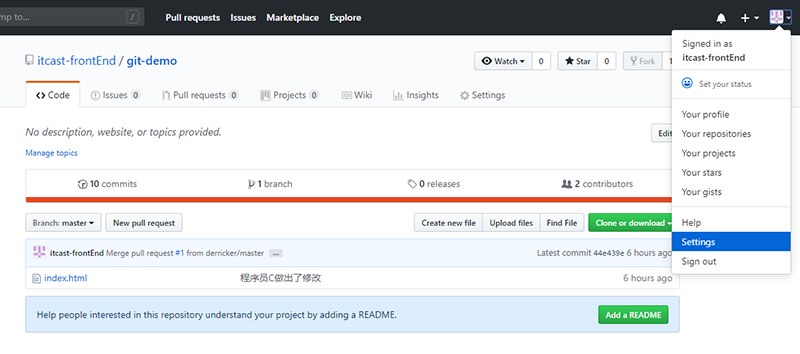 mp to... /
Pull requests Issues Marketplace Explore
Signed in as
itcast-frontEnd
Set your status
Your profile
Your repositories
Your projects
Your stars
Your gists
Help
Settings
Sign out
itcast-frontEnd / git-demo
Watch 0 Star 0 Fork 1
Code Issues 0 Pull requests 0 Projects 0 Wiki Insights Settings
No description, website, or topics provided. Edit
Manage topics
10 commits 1 branch 0 releases 2 contributors
Branch: master New pull request Create new file Upload files Find File Clone or download
itcast-frontEnd Merge pull request #1 from derricker/master ... Latest commit 44e439e 6 hours ago
index.html 程序员C做出了修改 6 hours ago
Help people interested in this repository understand your project by adding a README. Add a README